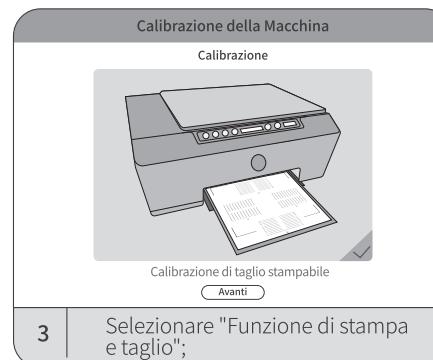 Calibrazione della Macchina
Calibrazione
Calibrazione di taglio stampabile
Avanti
3
Selezionare "Funzione di stampa
e taglio";